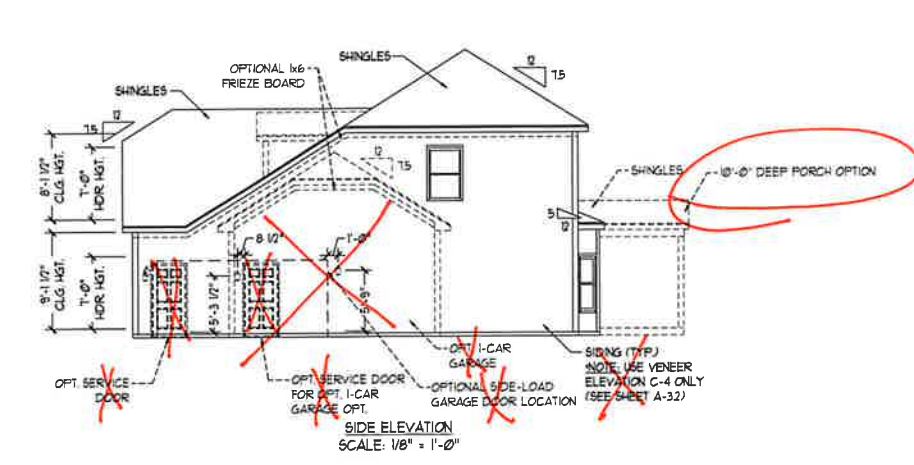 SHINGLES
12
7.5
OPTIONAL 1x6
FRIEZE BOARD
SHINGLES
12
7.5
12
7.5
8'-1 1/2"
CLG. HGT.
7'-0"
HDR. HGT.
9'-1 1/2"
CLG. HGT.
7'-0"
HDR. HGT.
8 1/2"
1'-0"
5'-3 1/2"
SHINGLES
10'-0" DEEP PORCH OPTION
5
12
OPT. SERVICE
DOOR
OPT. SERVICE DOOR
FOR OPT. 1-CAR
GARAGE OPT.
OPT. 1-CAR
GARAGE
OPTIONAL SIDE-LOAD
GARAGE DOOR LOCATION
SIDING (TYP.)
*NOTE: USE VENEER
ELEVATION C-4 ONLY
(SEE SHEET A-3.2)
SIDE ELEVATION
SCALE: 1/8" = 1'-0"